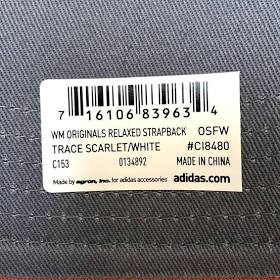 7 16106 83963 4
WM ORIGINALS RELAXED STRAPBACK OSFW
TRACE SCARLET/WHITE #CI8480
C153 0134892 MADE IN CHINA
Made by agron, inc. for adidas accessories adidas.com